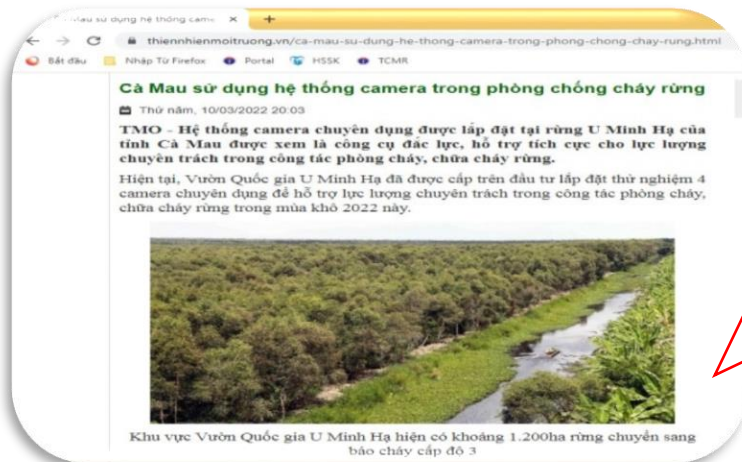 Mau sử dụng hệ thống cam
thiennhienmoitruong.vn/ca-mau-su-dung-he-thong-camera-trong-phong-chong-chay-rung.html
Bắt đầu Nhập Từ Firefox Portal HSSK TCMR
Cà Mau sử dụng hệ thống camera trong phòng chống cháy rừng
Thứ năm, 10/03/2022 20:03
TMO - Hệ thống camera chuyên dụng được lắp đặt tại rừng U Minh Hạ của
tỉnh Cà Mau được xem là công cụ đắc lực, hỗ trợ tích cực cho lực lượng
chuyên trách trong công tác phòng cháy, chữa cháy rừng.
Hiện tại, Vườn Quốc gia U Minh Hạ đã được cấp trên đầu tư lắp đặt thử nghiệm 4
camera chuyên dụng để hỗ trợ lực lượng chuyên trách trong công tác phòng cháy,
chữa cháy rừng trong mùa khô 2022 này.
Khu vực Vườn Quốc gia U Minh Hạ hiện có khoảng 1.200ha rừng chuyển sang
báo cháy cấp độ 3